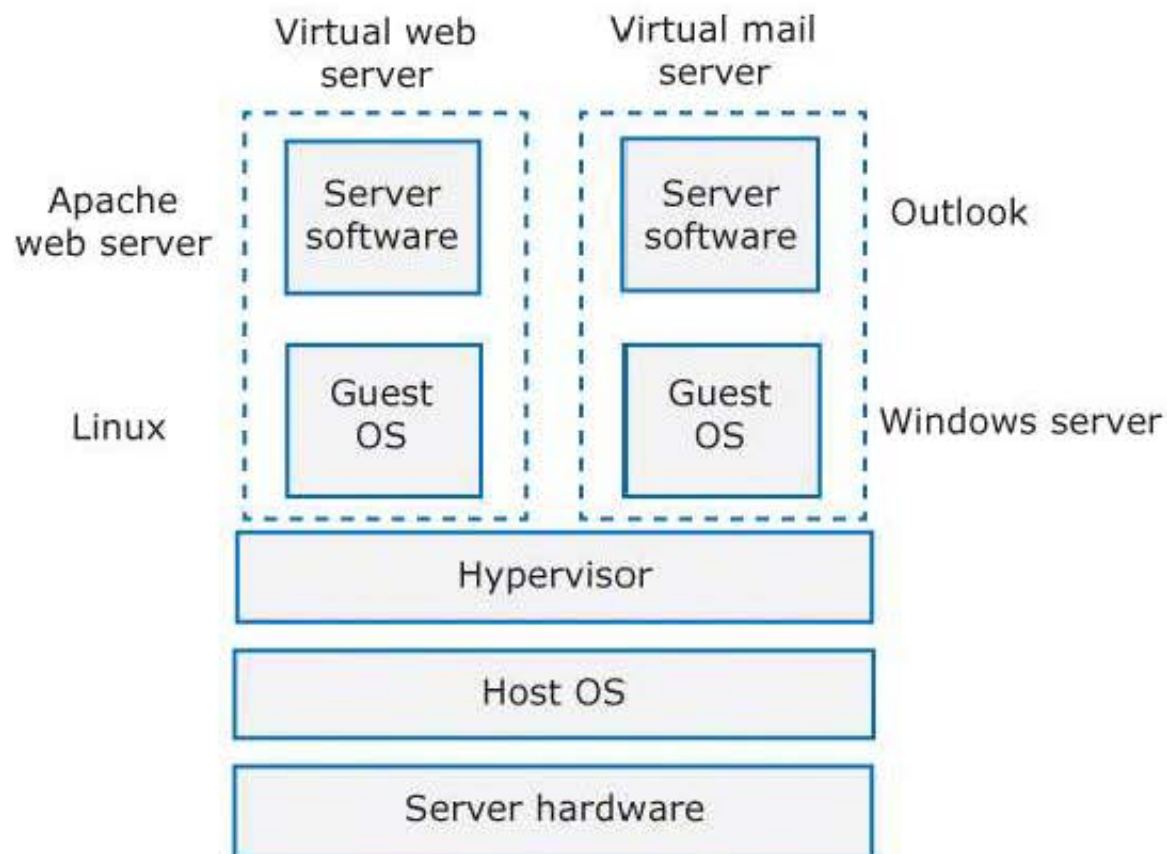 Virtual web
server
Virtual mail
server
Apache
web server
Server
software
Server
software
Outlook
Linux
Guest
OS
Guest
OS
Windows server
Hypervisor
Host OS
Server hardware